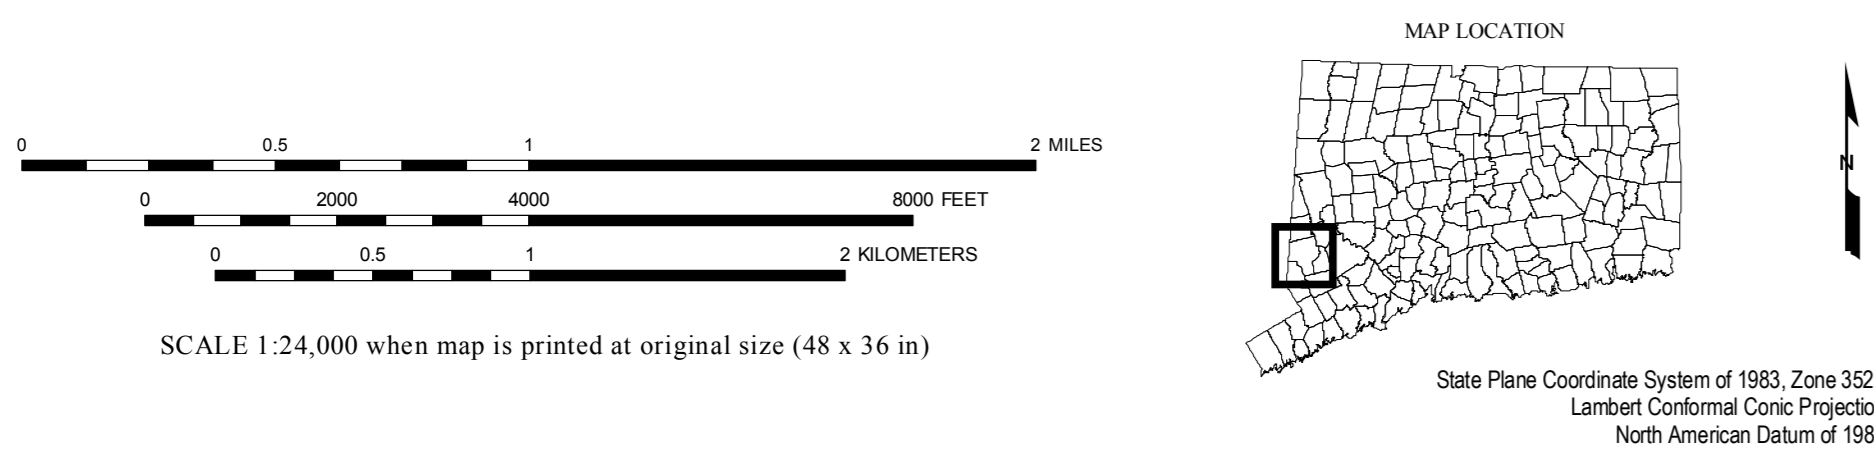 0 0.5 1 2 MILES
0 2000 4000 8000 FEET
0 0.5 1 2 KILOMETERS
SCALE 1:24,000 when map is printed at original size (48 x 36 in)
MAP LOCATION
N
State Plane Coordinate System of 1983, Zone 352
Lambert Conformal Conic Projectio
North American Datum of 198